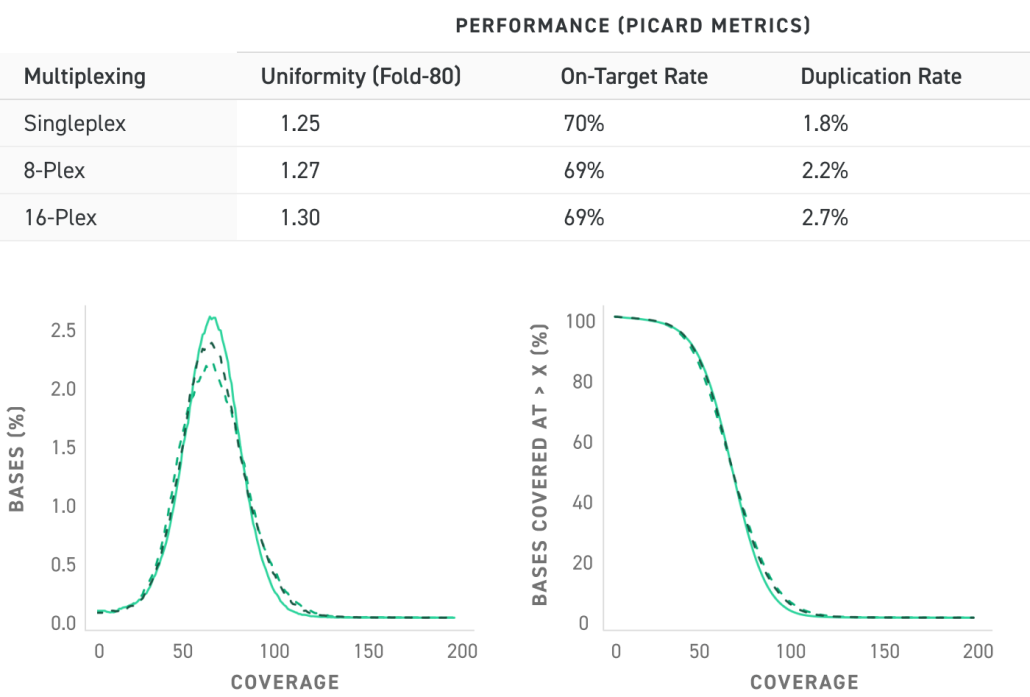 PERFORMANCE (PICARD METRICS)
Multiplexing Uniformity (Fold-80) On-Target Rate Duplication Rate
Singleplex 1.25 70% 1.8%
8-Plex 1.27 69% 2.2%
16-Plex 1.30 69% 2.7%
BASES (%)
2.5
2.0
1.5
1.0
0.5
0.0
0 50 100 150 200
COVERAGE
BASES COVERED AT > X (%)
100
80
60
40
20
0
0 50 100 150 200
COVERAGE